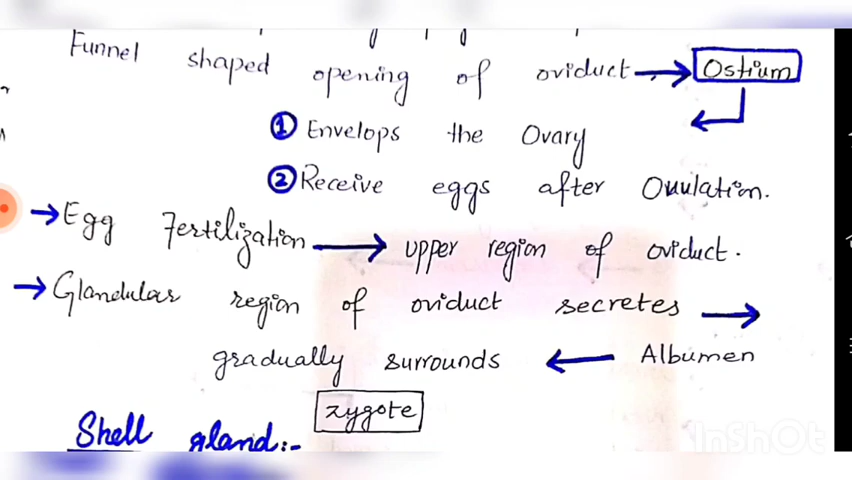 Funnel shaped opening of oviduct → Ostium
① Envelops the Ovary
② Receive eggs after Ovulation.
→ Egg Fertilization → upper region of oviduct.
→ Glandular region of oviduct secretes →
gradually surrounds ← Albumen
zygote
Shell gland:-
InShOt